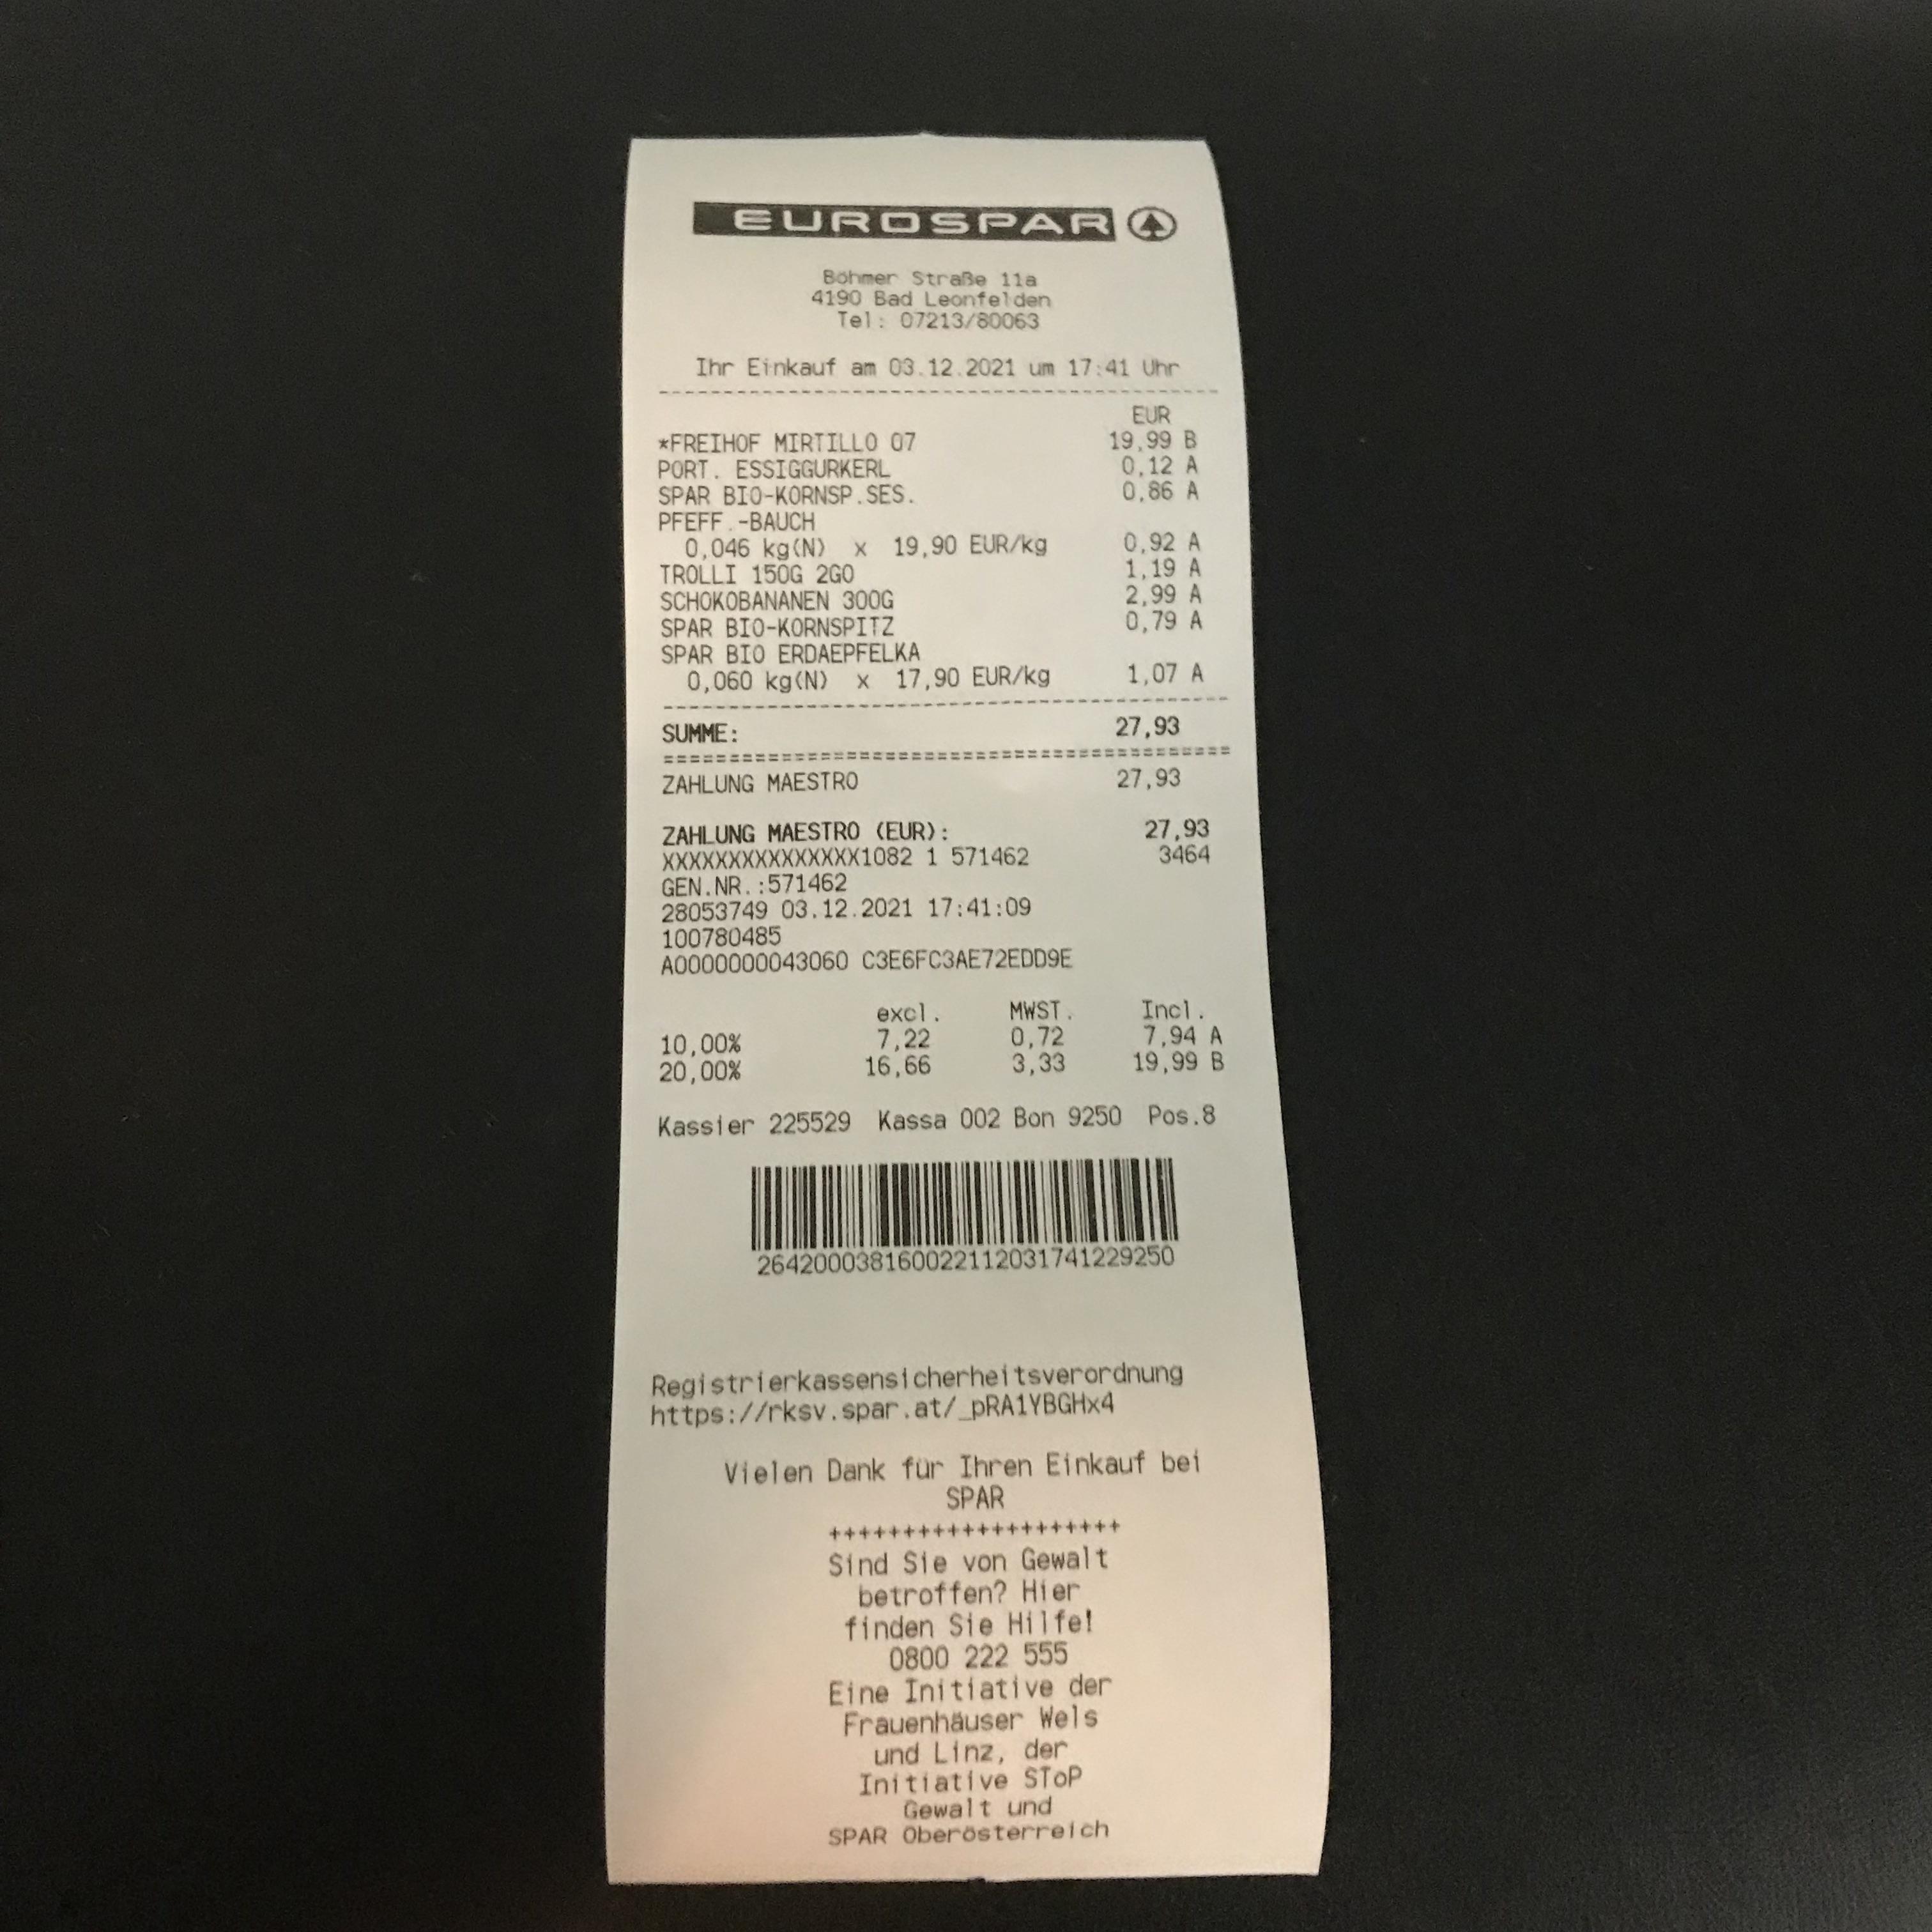 EUROSPAR
Böhmer Straße 11a
4190 Bad Leonfelden
Tel: 07213/80063
Ihr Einkauf am 03.12.2021 um 17:41 Uhr
EUR
*FREIHOF MIRTILLO 07 19,99 B
PORT. ESSIGGURKERL 0,12 A
SPAR BIO-KORNSP.SES. 0,86 A
PFEFF.-BAUCH
0,046 kg(N) x 19,90 EUR/kg 0,92 A
TROLLI 150G 2GO 1,19 A
SCHOKOBANANEN 300G 2,99 A
SPAR BIO-KORNSPITZ 0,79 A
SPAR BIO ERDAEPFELKA
0,060 kg(N) x 17,90 EUR/kg 1,07 A
SUMME: 27,93
ZAHLUNG MAESTRO 27,93
ZAHLUNG MAESTRO (EUR): 27,93
XXXXXXXXXXXXXXX1082 1 571462 3464
GEN.NR.:571462
28053749 03.12.2021 17:41:09
100780485
A0000000043060 C3E6FC3AE72EDD9E
excl. MWST. Incl.
10,00% 7,22 0,72 7,94 A
20,00% 16,66 3,33 19,99 B
Kassier 225529 Kassa 002 Bon 9250 Pos.8
264200038160022112031741229250
Registrierkassensicherheitsverordnung
https://rksv.spar.at/_pRA1YBGHx4
Vielen Dank für Ihren Einkauf bei
SPAR
++++++++++++++++++++
Sind Sie von Gewalt
betroffen? Hier
finden Sie Hilfe!
0800 222 555
Eine Initiative der
Frauenhäuser Wels
und Linz, der
Initiative SToP
Gewalt und
SPAR Oberösterreich